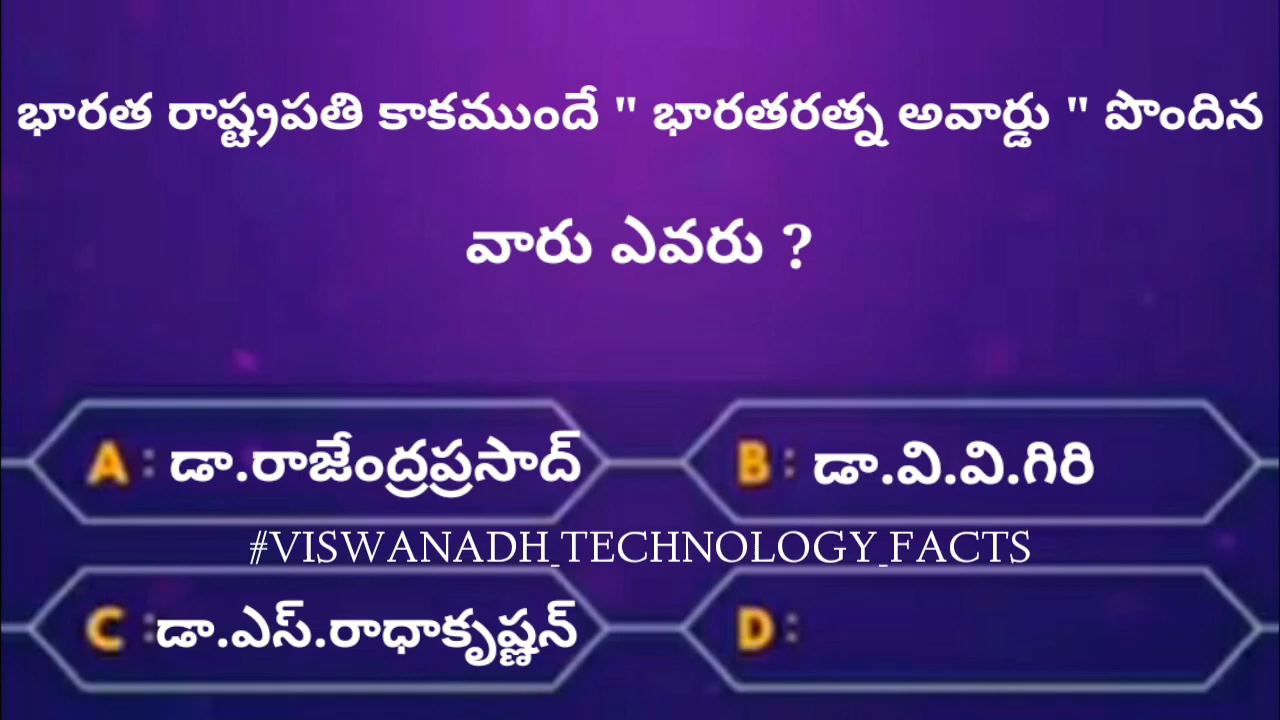 భారత రాష్ట్రపతి కాకముందే " భారతరత్న అవార్డు " పొందిన
వారు ఎవరు ?
A : డా.రాజేంద్రప్రసాద్
B : డా.వి.వి.గిరి
#VISWANADH_TECHNOLOGY_FACTS
C :డా.ఎస్.రాధాకృష్ణన్
D :